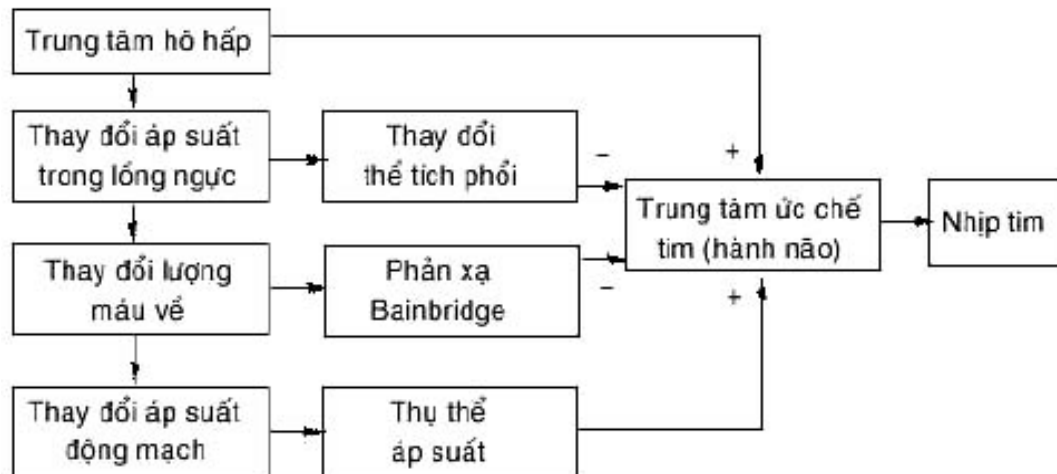 Trung tâm hô hấp
Thay đổi áp suất
trong lồng ngực
Thay đổi
thể tích phổi
–
+
Trung tâm ức chế
tim (hành não)
Nhịp tim
Thay đổi lượng
máu về
Phản xạ
Bainbridge
–
+
Thay đổi áp suất
động mạch
Thụ thể
áp suất